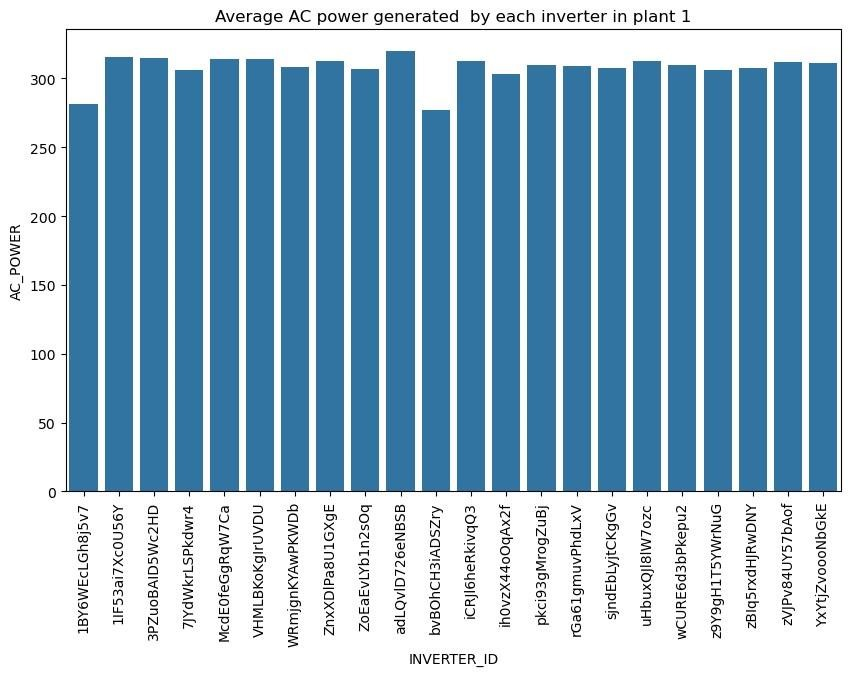 Average AC power generated  by each inverter in plant 1
AC_POWER
300
250
200
150
100
50
0
1BY6WEcLGh8j5v7
1IF53ai7Xc0U56Y
3PZuoBAID5Wc2HD
7JYdWkrLSPkdwr4
McdE0feGgRqW7Ca
VHMLBKoKgIrUVDU
WRmjgnKYAwPKWDb
ZnxXDlPa8U1GXgE
ZoEaEvLYb1n2sOq
adLQvlD726eNBSB
bvBOhCH3iADSZry
iCRJl6heRkivqQ3
ih0vzX44oOqAx2f
pkci93gMrogZuBj
rGa61gmuvPhdLxV
sjndEbLyjtCKgGv
uHbuxQJl8lW7ozc
wCURE6d3bPkepu2
z9Y9gH1T5YWrNuG
zBIq5rxdHJRwDNY
zVJPv84UY57bAof
YxYtjZvoooNbGkE
INVERTER_ID